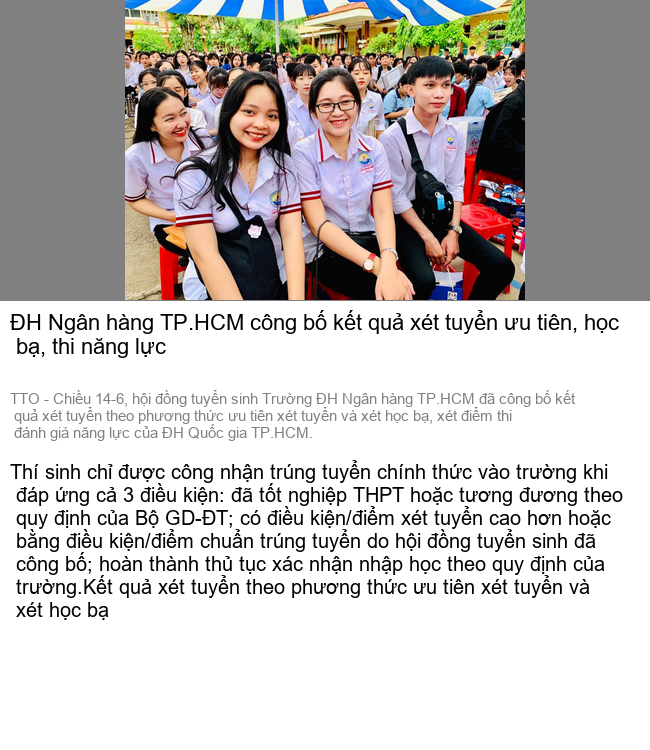 ĐH Ngân hàng TP.HCM công bố kết quả xét tuyển ưu tiên, học
bạ, thi năng lực
TTO - Chiều 14-6, hội đồng tuyển sinh Trường ĐH Ngân hàng TP.HCM đã công bố kết
quả xét tuyển theo phương thức ưu tiên xét tuyển và xét học bạ, xét điểm thi
đánh giá năng lực của ĐH Quốc gia TP.HCM.
Thí sinh chỉ được công nhận trúng tuyển chính thức vào trường khi
đáp ứng cả 3 điều kiện: đã tốt nghiệp THPT hoặc tương đương theo
quy định của Bộ GD-ĐT; có điều kiện/điểm xét tuyển cao hơn hoặc
bằng điều kiện/điểm chuẩn trúng tuyển do hội đồng tuyển sinh đã
công bố; hoàn thành thủ tục xác nhận nhập học theo quy định của
trường.Kết quả xét tuyển theo phương thức ưu tiên xét tuyển và
xét học bạ